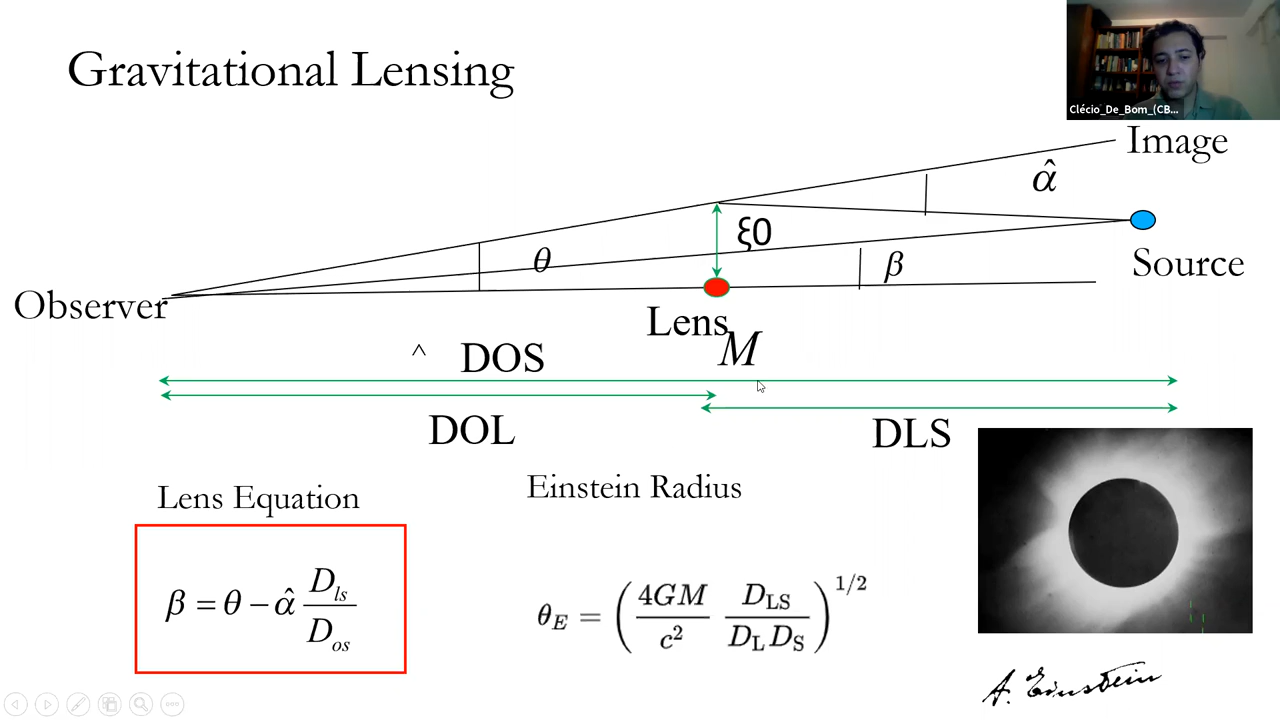 Gravitational Lensing
Clécio_De_Bom_(CB...
Image
α̂
ξ0
θ
β
Source
Observer
Lens
M
^ DOS
DOL
DLS
Lens Equation
Einstein Radius
β = θ − α̂ D_ls / D_os
θ_E = ( 4GM / c² D_LS / D_L D_S )^1/2
A. Einstein